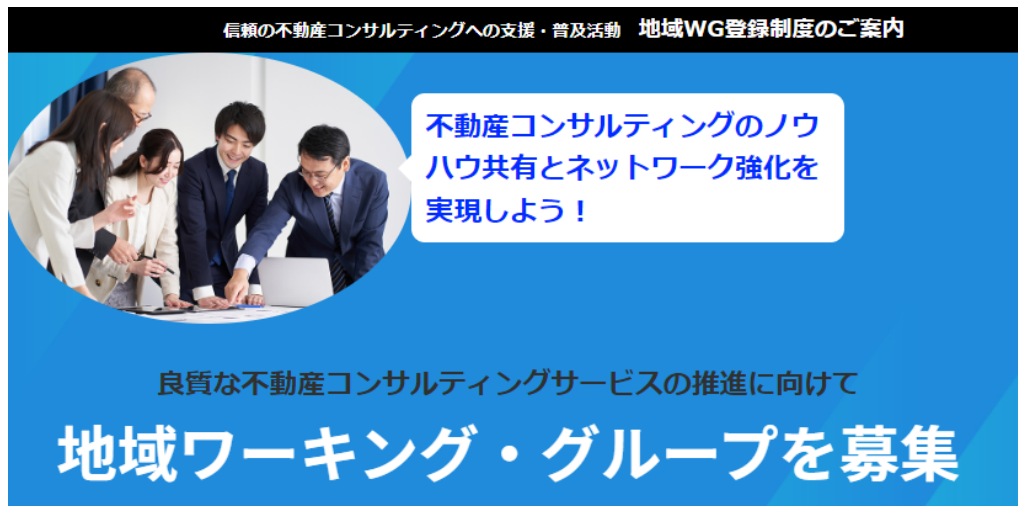 信頼の不動産コンサルティングへの支援・普及活動 地域WG登録制度のご案内
不動産コンサルティングのノウ
ハウ共有とネットワーク強化を
実現しよう！
良質な不動産コンサルティングサービスの推進に向けて
地域ワーキング・グループを募集